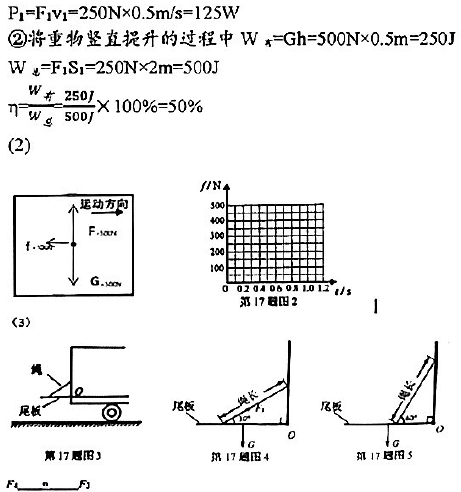 P₁=F₁v₁=250N×0.5m/s=125W
②将重物竖直提升的过程中 W 有=Gh=500N×0.5m=250J
W 总=F₁S₁=250N×2m=500J
η=W有/W总=250J/500J×100%=50%
(2)
运动方向
F=500N
G=500N
f/N
500
400
300
200
100
0 0.2 0.4 0.6 0.8 1.0 1.2 t/s
第17题图2
(3)
绳
O
尾板
第17题图3
绳长
尾板
F₁
30°
O
G
第17题图4
绳长
尾板
O
G
第17题图5
F₂